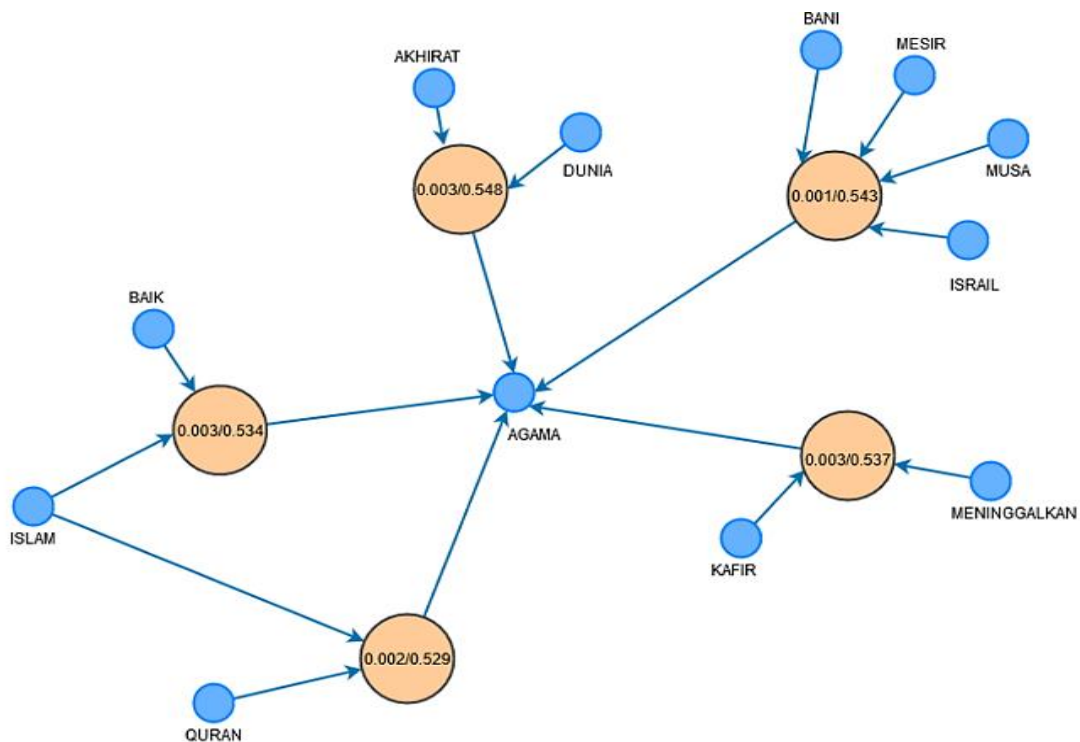 BANI
MESIR
AKHIRAT
DUNIA
MUSA
0.003/0.548
0.001/0.543
ISRAIL
BAIK
0.003/0.534
AGAMA
0.003/0.537
MENINGGALKAN
ISLAM
KAFIR
0.002/0.529
QURAN